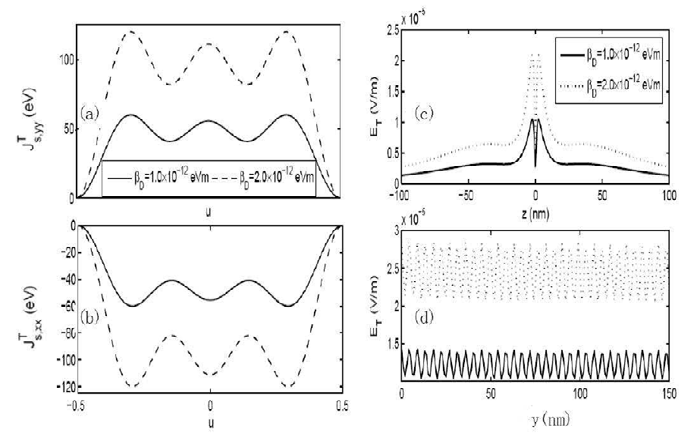 120
100
50
0
J^T_{s,yy} (eV)
(a)
β_D=1.0×10^-12 eVm
β_D=2.0×10^-12 eVm
u
0
-20
-40
-60
-80
-100
-120
J^T_{s,xx} (eV)
(b)
-0.5
0
0.5
u
×10^-5
2.5
2
1.5
1
0.5
0
E_T (V/m)
(c)
β_D=1.0×10^-12 eVm
β_D=2.0×10^-12 eVm
-100
-50
0
50
100
z (nm)
3 ×10^-5
2.5
2
1.5
E_T (V/m)
(d)
0
50
100
150
y(nm)